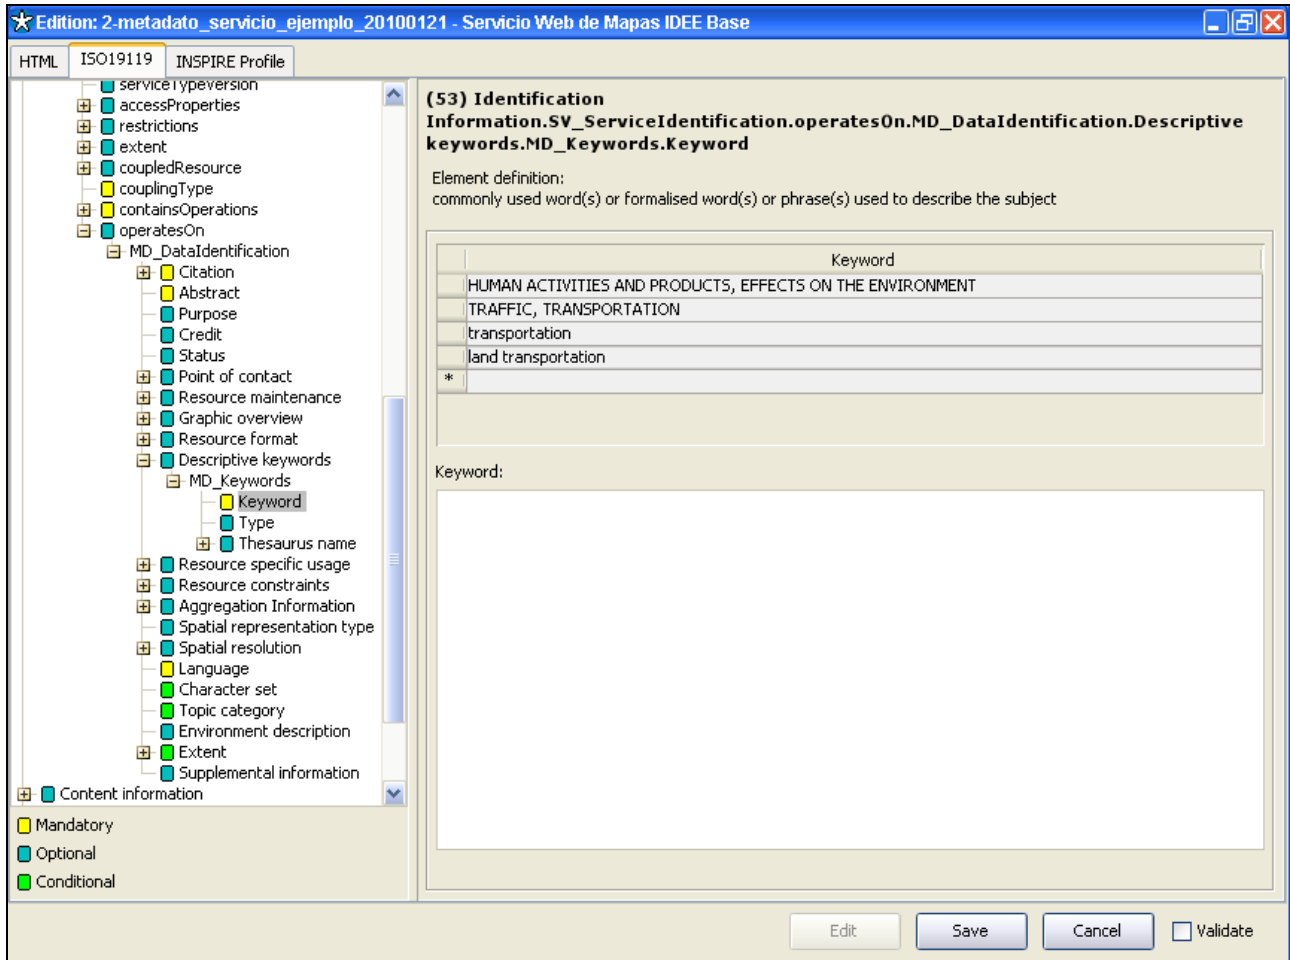 Edition: 2-metadato_servicio_ejemplo_20100121 - Servicio Web de Mapas IDEE Base
HTML
ISO19119
INSPIRE Profile
serviceTypeVersion
accessProperties
restrictions
extent
coupledResource
couplingType
containsOperations
operatesOn
MD_DataIdentification
Citation
Abstract
Purpose
Credit
Status
Point of contact
Resource maintenance
Graphic overview
Resource format
Descriptive keywords
MD_Keywords
Keyword
Type
Thesaurus name
Resource specific usage
Resource constraints
Aggregation Information
Spatial representation type
Spatial resolution
Language
Character set
Topic category
Environment description
Extent
Supplemental information
Content information
Mandatory
Optional
Conditional
(53) Identification
Information.SV_ServiceIdentification.operatesOn.MD_DataIdentification.Descriptive
keywords.MD_Keywords.Keyword
Element definition:
commonly used word(s) or formalised word(s) or phrase(s) used to describe the subject
Keyword
HUMAN ACTIVITIES AND PRODUCTS, EFFECTS ON THE ENVIRONMENT
TRAFFIC, TRANSPORTATION
transportation
land transportation
*
Keyword:
Edit
Save
Cancel
Validate